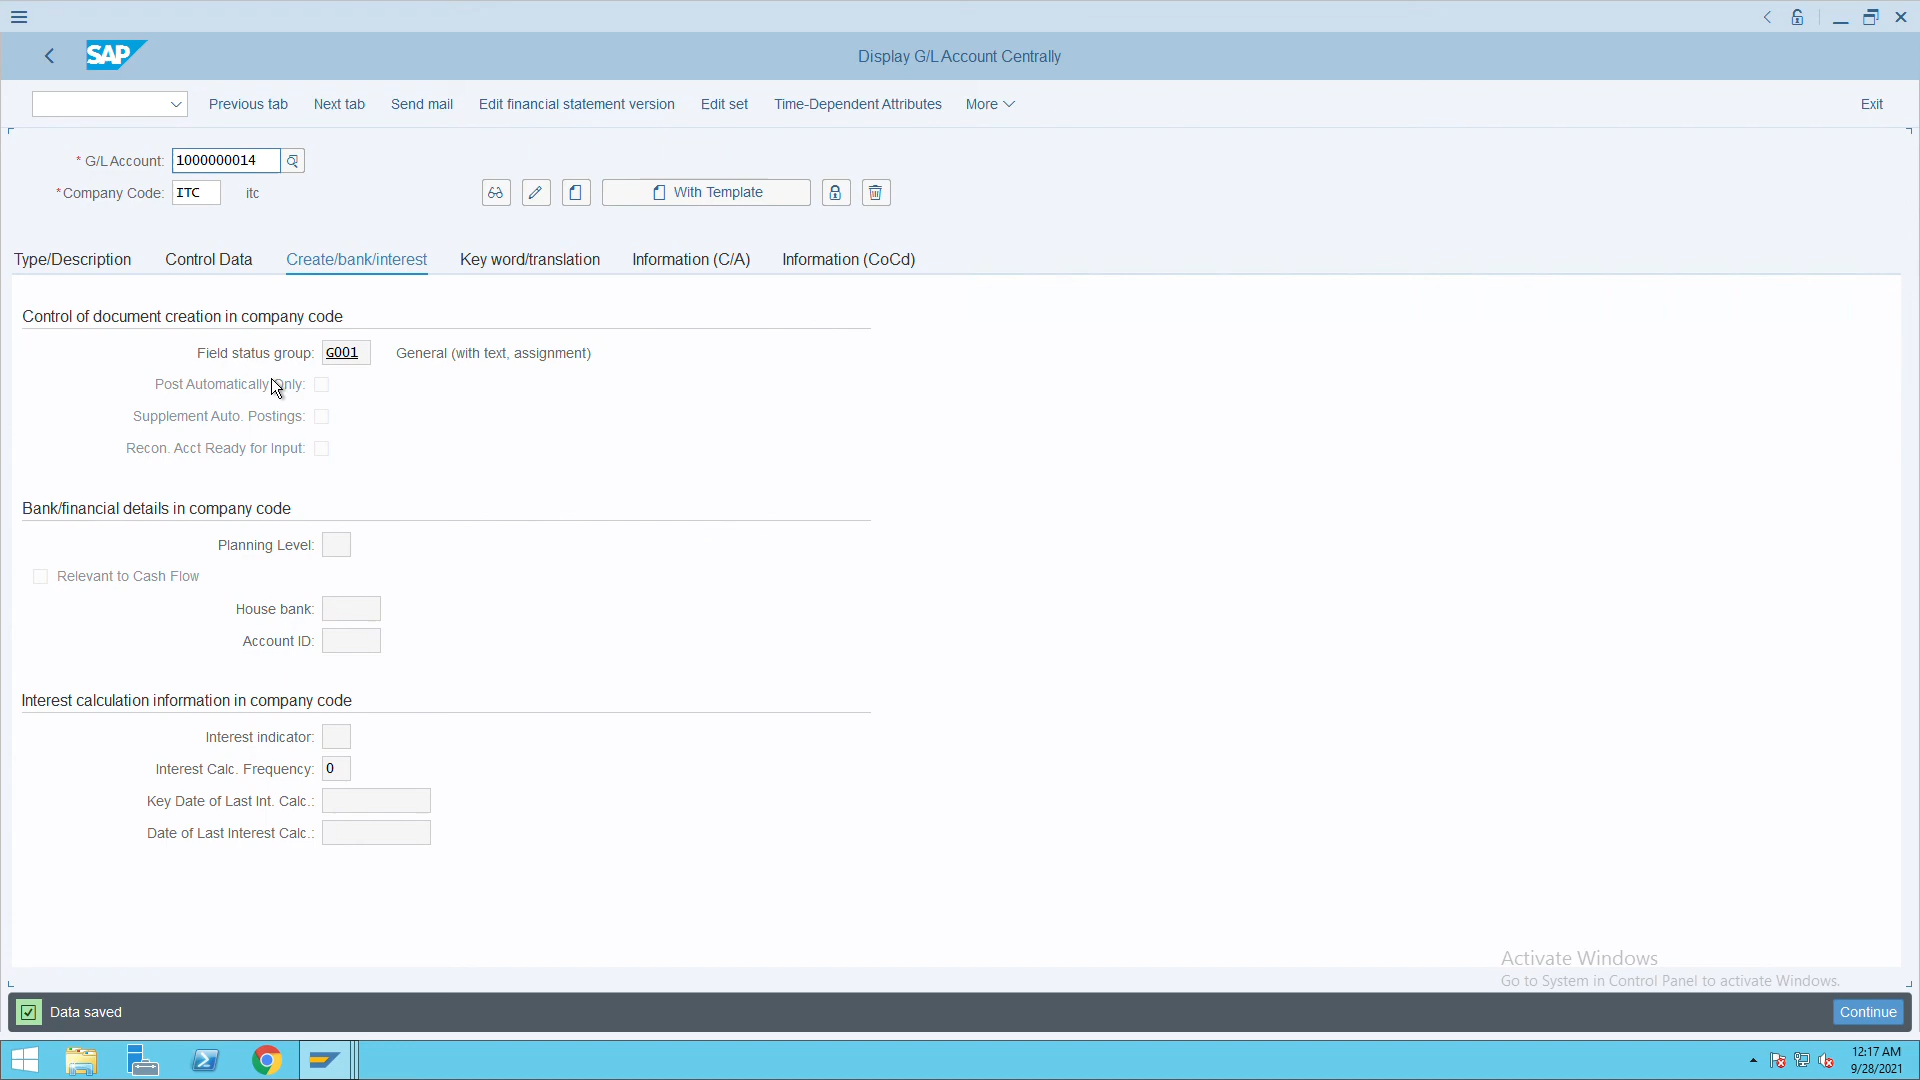 SAP
Display G/L Account Centrally
Previous tab Next tab Send mail Edit financial statement version Edit set Time-Dependent Attributes More Exit
* G/L Account: 1000000014
* Company Code: ITC itc
With Template
Type/Description Control Data Create/bank/interest Key word/translation Information (C/A) Information (CoCd)
Control of document creation in company code
Field status group: G001 General (with text, assignment)
Post Automatically Only:
Supplement Auto. Postings:
Recon. Acct Ready for Input:
Bank/financial details in company code
Planning Level:
Relevant to Cash Flow
House bank:
Account ID:
Interest calculation information in company code
Interest indicator:
Interest Calc. Frequency: 0
Key Date of Last Int. Calc.:
Date of Last Interest Calc.:
Activate Windows
Go to System in Control Panel to activate Windows.
Data saved Continue
12:17 AM
9/28/2021